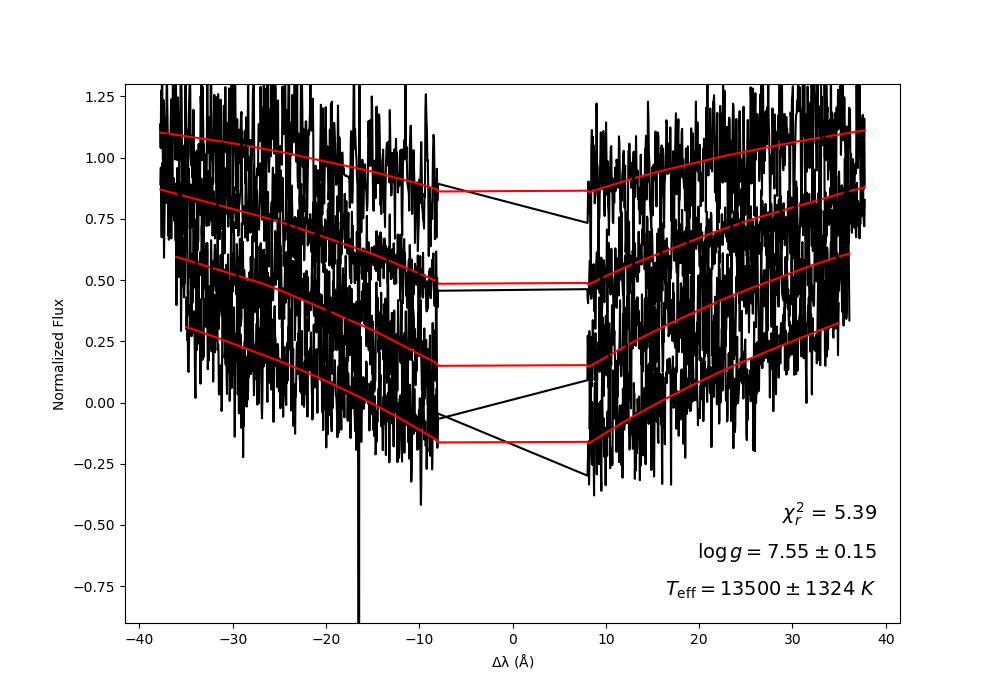 1.25
1.00
0.75
0.50
0.25
0.00
−0.25
−0.50
−0.75
Normalized Flux
χ²ᵣ = 5.39
log g = 7.55 ± 0.15
T_eff = 13500 ± 1324 K
−40 −30 −20 −10 0 10 20 30 40
Δλ (Å)